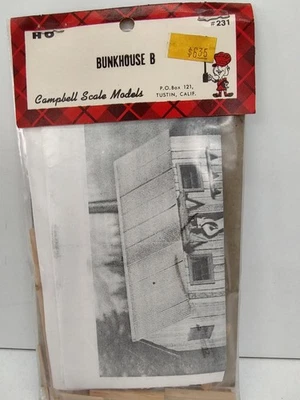 HO
#231
$6.35
BUNKHOUSE B
Campbell Scale Models
P.O. Box 121,
TUSTIN, CALIF.